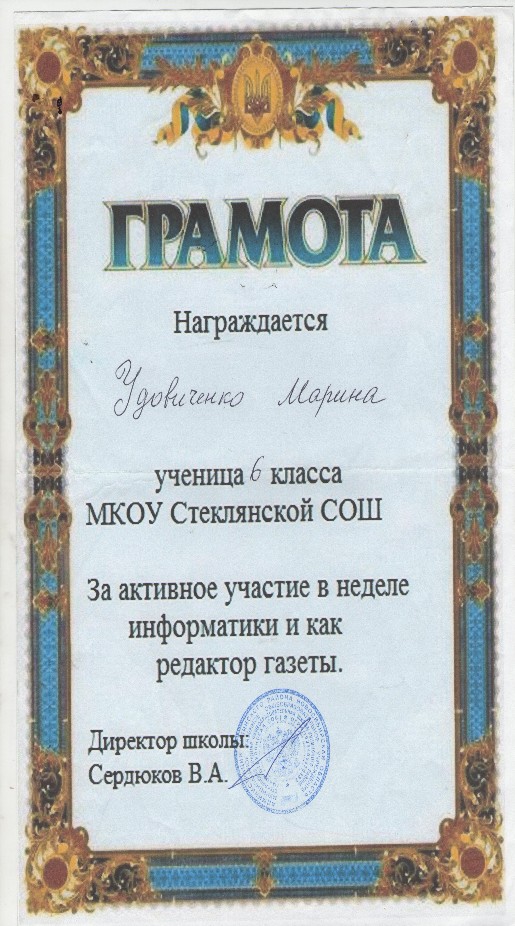 ГРАМОТА
Награждается
Удовиченко Марина
ученица 6 класса
МКОУ Стеклянской СОШ
За активное участие в неделе
информатики и как
редактор газеты.
Директор школы:
Сердюков В.А.